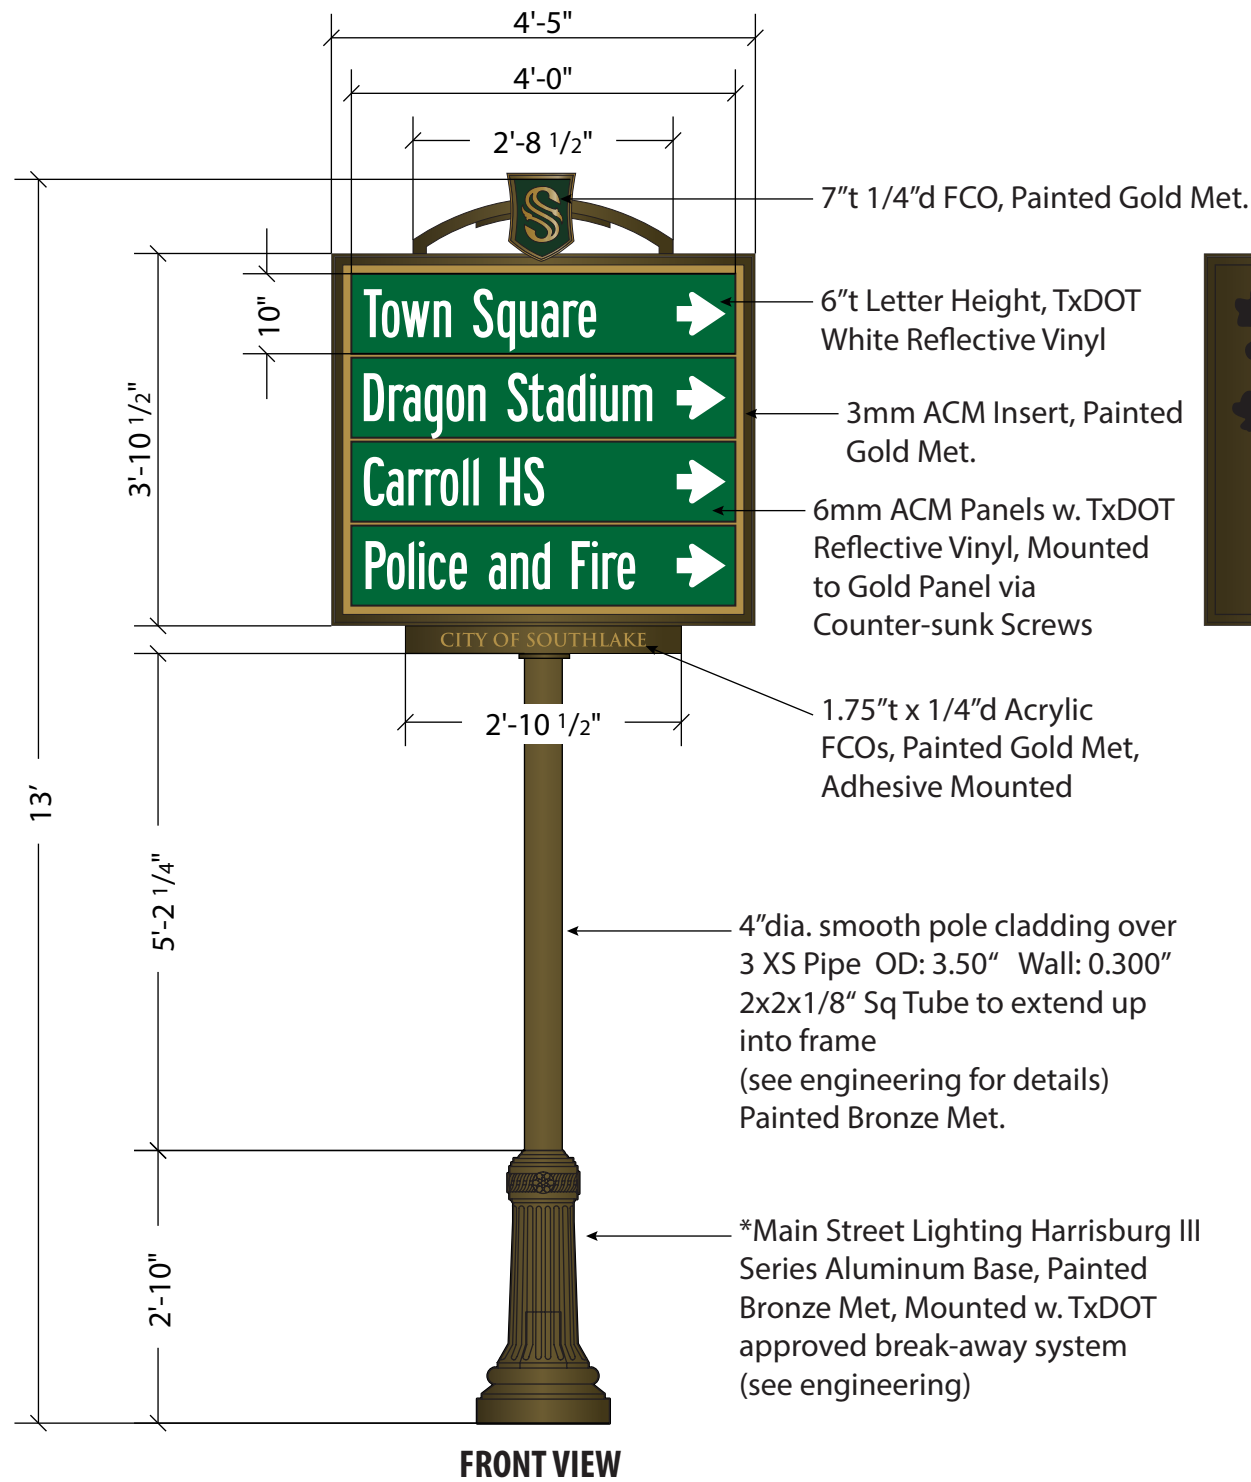 4'-5"
4'-0"
2'-8 1/2"
S
7”t 1/4”d FCO, Painted Gold Met.
10"
3'-10 1/2"
Town Square
Dragon Stadium
Carroll HS
Police and Fire
CITY OF SOUTHLAKE
6”t Letter Height, TxDOT
White Reflective Vinyl
3mm ACM Insert, Painted
Gold Met.
6mm ACM Panels w. TxDOT
Reflective Vinyl, Mounted
to Gold Panel via
Counter-sunk Screws
2'-10 1/2"
1.75”t x 1/4”d Acrylic
FCOs, Painted Gold Met,
Adhesive Mounted
13’
5'-2 1/4"
4”dia. smooth pole cladding over
3 XS Pipe OD: 3.50“ Wall: 0.300”
2x2x1/8“ Sq Tube to extend up
into frame
(see engineering for details)
Painted Bronze Met.
2'-10"
*Main Street Lighting Harrisburg III
Series Aluminum Base, Painted
Bronze Met, Mounted w. TxDOT
approved break-away system
(see engineering)
FRONT VIEW